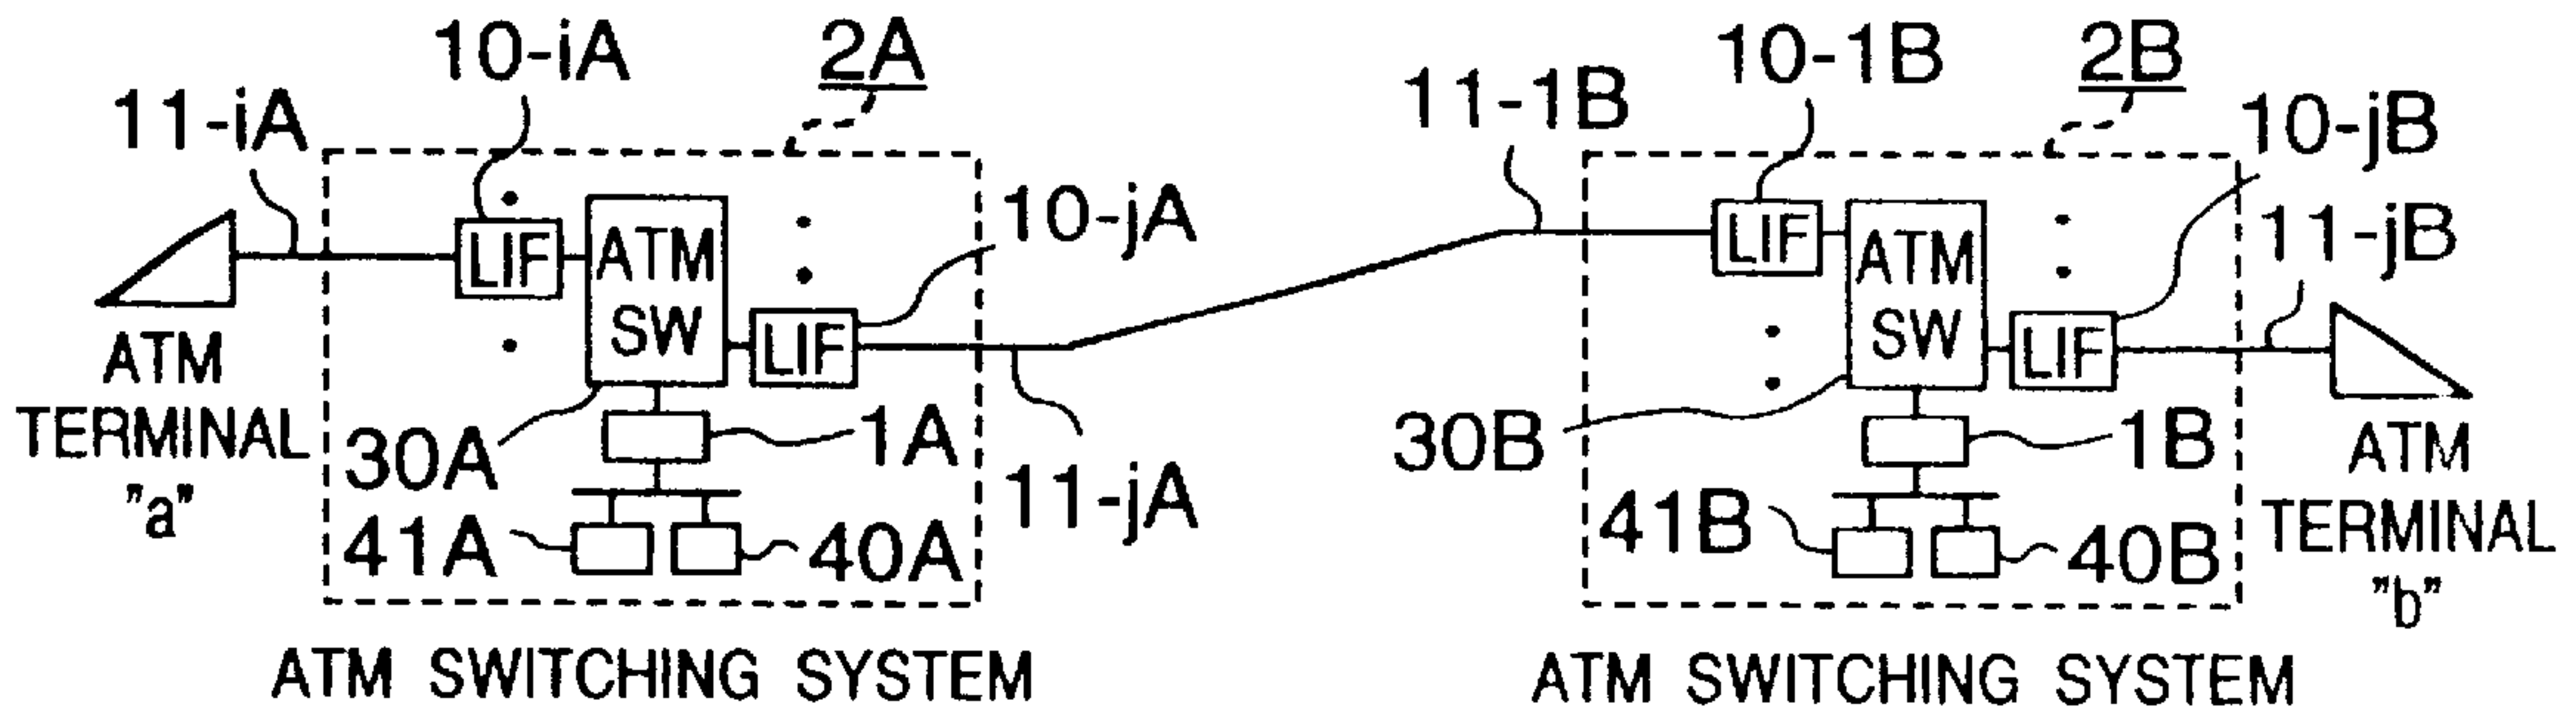 10-iA
2A
11-iA
LIF
ATM
SW
LIF
10-jA
ATM
TERMINAL
"a"
30A
1A
41A
40A
11-jA
ATM SWITCHING SYSTEM
10-1B
2B
11-1B
10-jB
LIF
ATM
SW
LIF
11-jB
30B
1B
41B
40B
ATM
TERMINAL
"b"
ATM SWITCHING SYSTEM